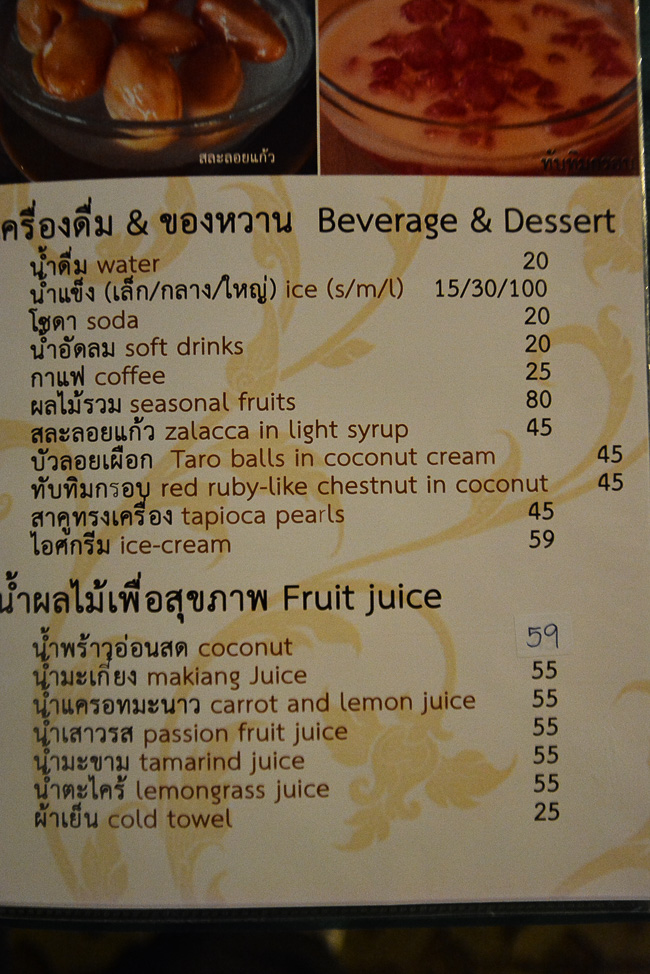 สละลอยแก้ว
ทับทิมกรอบ
เครื่องดื่ม & ของหวาน Beverage & Dessert
น้ำดื่ม water 20
น้ำแข็ง (เล็ก/กลาง/ใหญ่) ice (s/m/l) 15/30/100
โซดา soda 20
น้ำอัดลม soft drinks 20
กาแฟ coffee 25
ผลไม้รวม seasonal fruits 80
สละลอยแก้ว zalacca in light syrup 45
บัวลอยเผือก Taro balls in coconut cream 45
ทับทิมกรอบ red ruby-like chestnut in coconut 45
สาคูทรงเครื่อง tapioca pearls 45
ไอศกรีม ice-cream 59
น้ำผลไม้เพื่อสุขภาพ Fruit juice
น้ำพร้าวอ่อนสด coconut 59
น้ำมะเกี๋ยง makiang Juice 55
น้ำแครอทมะนาว carrot and lemon juice 55
น้ำเสาวรส passion fruit juice 55
น้ำมะขาม tamarind juice 55
น้ำตะไคร้ lemongrass juice 55
ผ้าเย็น cold towel 25